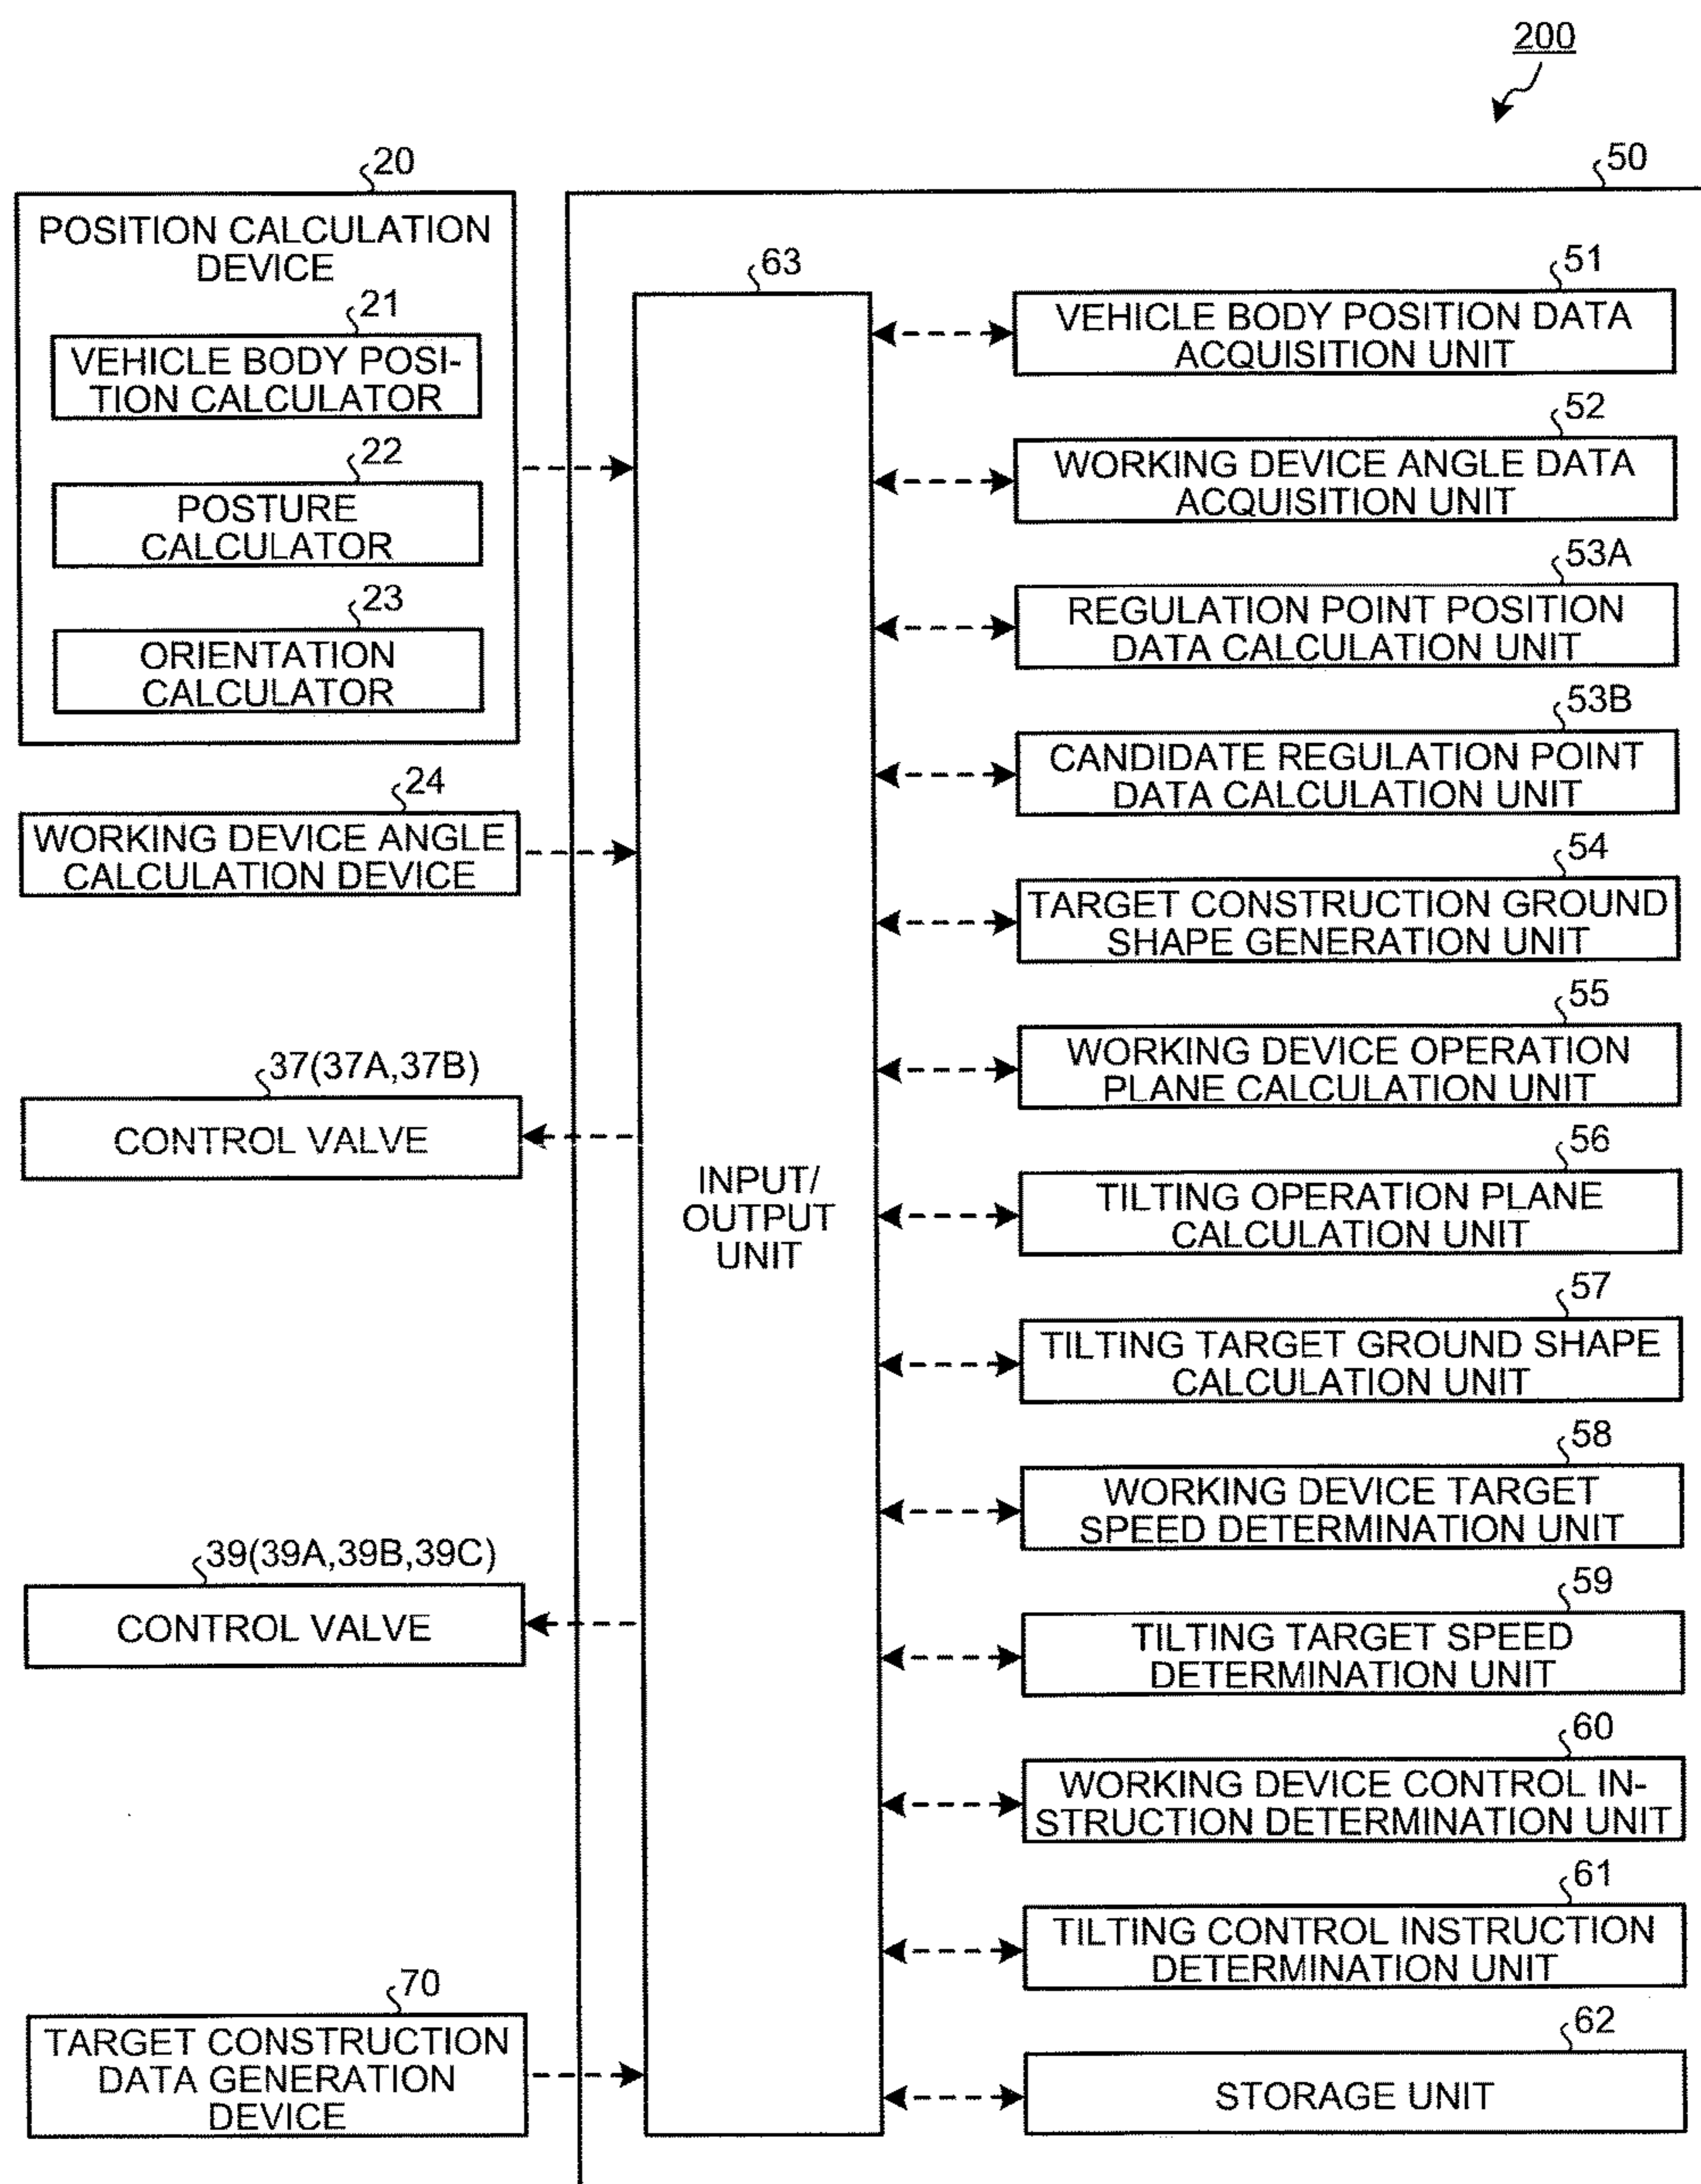 200
20
POSITION CALCULATION
DEVICE
21
VEHICLE BODY POSI-
TION CALCULATOR
22
POSTURE
CALCULATOR
23
ORIENTATION
CALCULATOR
24
WORKING DEVICE ANGLE
CALCULATION DEVICE
37(37A,37B)
CONTROL VALVE
39(39A,39B,39C)
CONTROL VALVE
70
TARGET CONSTRUCTION
DATA GENERATION
DEVICE
50
63
INPUT/
OUTPUT
UNIT
51
VEHICLE BODY POSITION DATA
ACQUISITION UNIT
52
WORKING DEVICE ANGLE DATA
ACQUISITION UNIT
53A
REGULATION POINT POSITION
DATA CALCULATION UNIT
53B
CANDIDATE REGULATION POINT
DATA CALCULATION UNIT
54
TARGET CONSTRUCTION GROUND
SHAPE GENERATION UNIT
55
WORKING DEVICE OPERATION
PLANE CALCULATION UNIT
56
TILTING OPERATION PLANE
CALCULATION UNIT
57
TILTING TARGET GROUND SHAPE
CALCULATION UNIT
58
WORKING DEVICE TARGET
SPEED DETERMINATION UNIT
59
TILTING TARGET SPEED
DETERMINATION UNIT
60
WORKING DEVICE CONTROL IN-
STRUCTION DETERMINATION UNIT
61
TILTING CONTROL INSTRUCTION
DETERMINATION UNIT
62
STORAGE UNIT